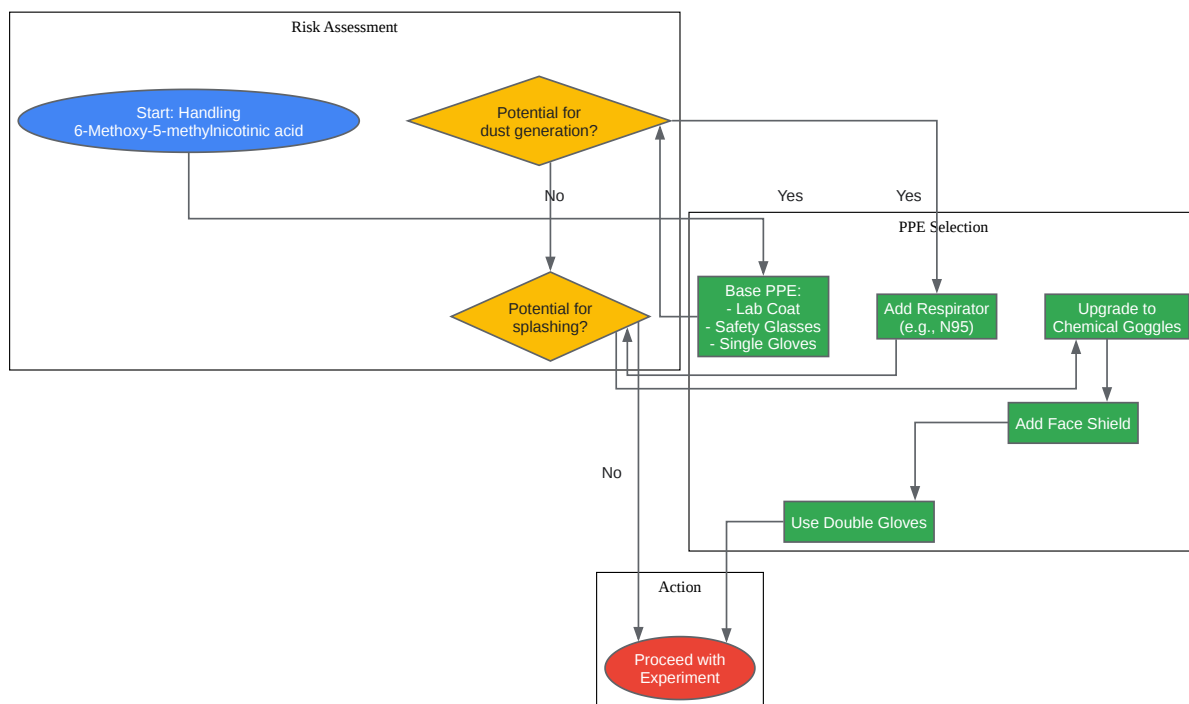 Risk Assessment
Start: Handling
6-Methoxy-5-methylnicotinic acid
Potential for
dust generation?
No
Yes
Yes
PPE Selection
Potential for
splashing?
Base PPE:
- Lab Coat
- Safety Glasses
- Single Gloves
Add Respirator
(e.g., N95)
Upgrade to
Chemical Goggles
Add Face Shield
No
Use Double Gloves
Action
Proceed with
Experiment